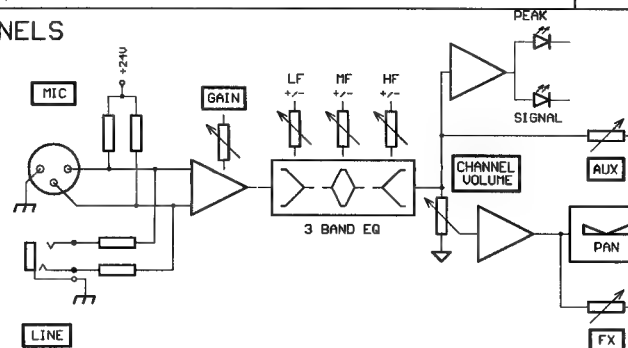 NELS
PEAK
+24V
MIC
GAIN
LF
+/-
MF
+/-
HF
+/-
SIGNAL
AUX
CHANNEL
VOLUME
3 BAND EQ
PAN
LINE
FX